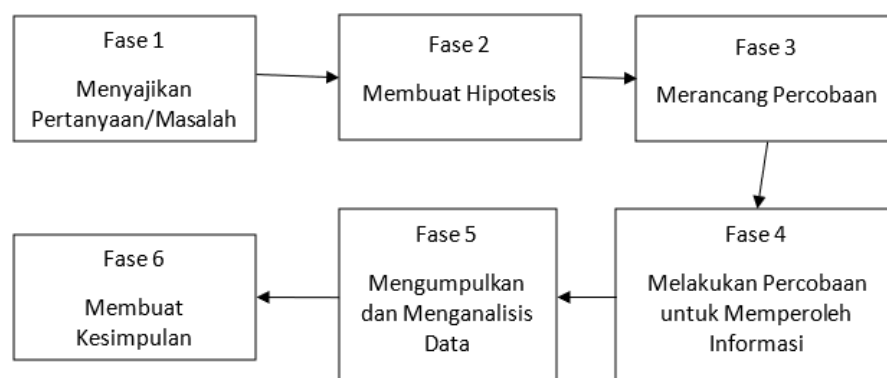 Fase 1
Menyajikan
Pertanyaan/Masalah
Fase 2
Membuat Hipotesis
Fase 3
Merancang Percobaan
Fase 4
Melakukan Percobaan
untuk Memperoleh
Informasi
Fase 5
Mengumpulkan
dan Menganalisis
Data
Fase 6
Membuat
Kesimpulan